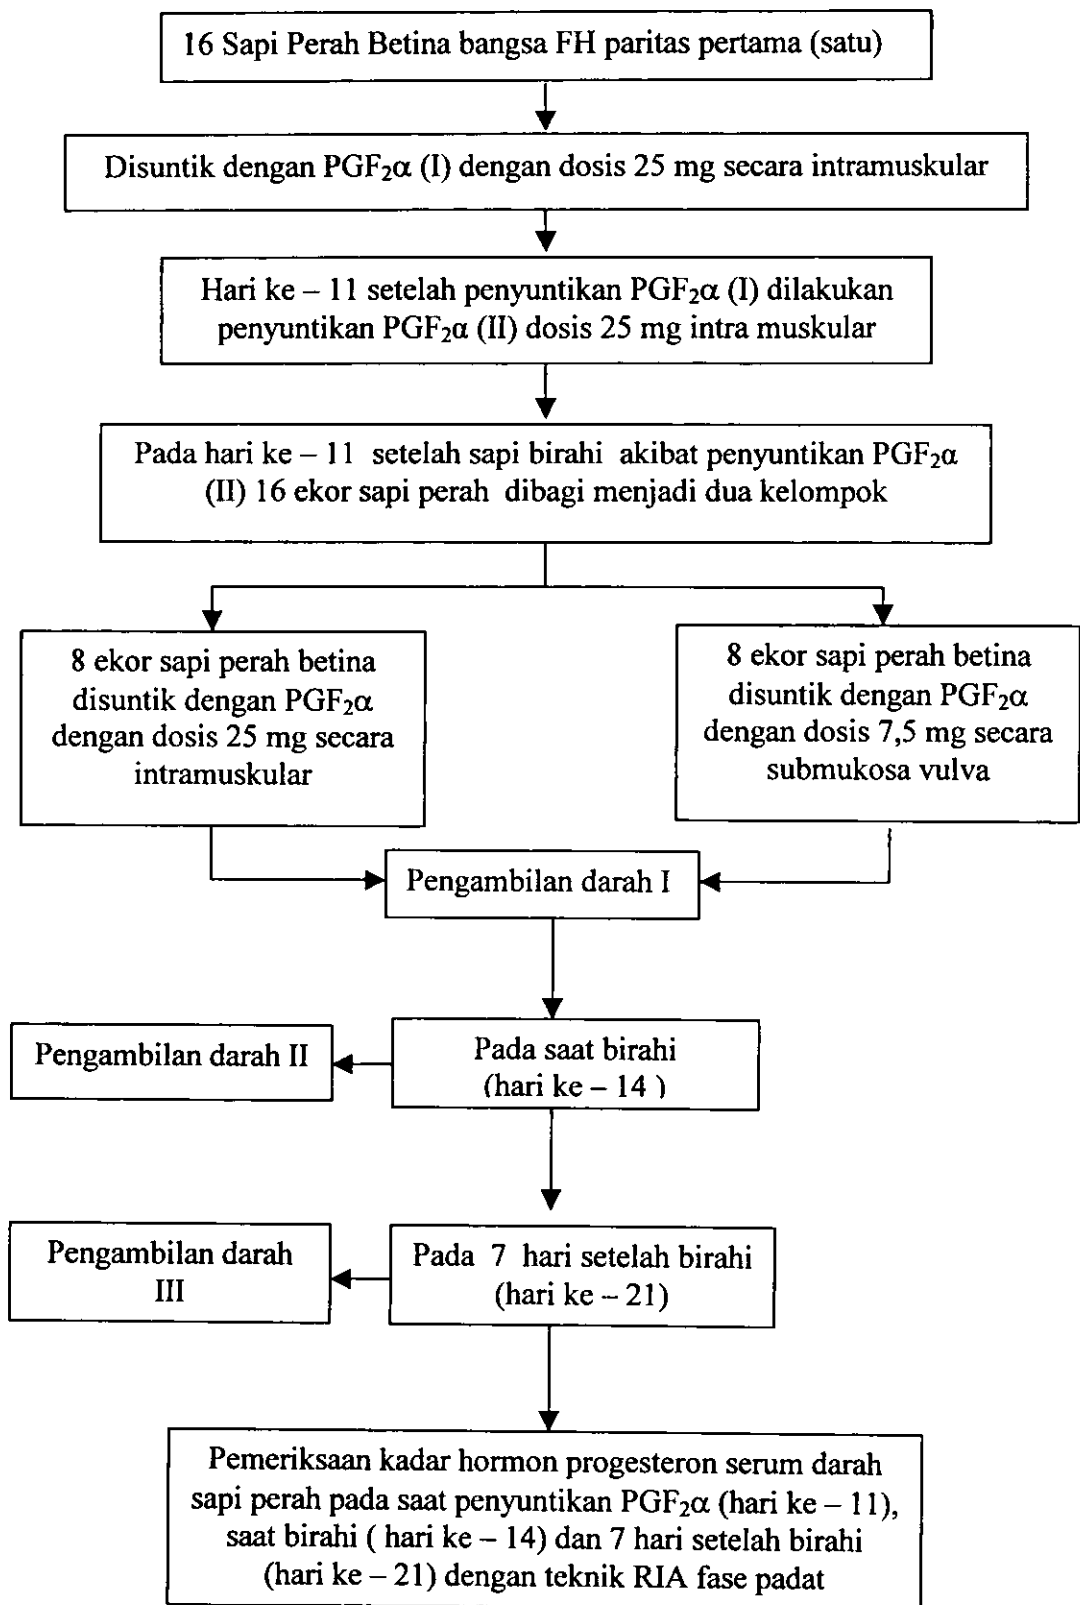 16 Sapi Perah Betina bangsa FH paritas pertama (satu)
Disuntik dengan PGF₂α (I) dengan dosis 25 mg secara intramuskular
Hari ke – 11 setelah penyuntikan PGF₂α (I) dilakukan
penyuntikan PGF₂α (II) dosis 25 mg intra muskular
Pada hari ke – 11 setelah sapi birahi akibat penyuntikan PGF₂α
(II) 16 ekor sapi perah dibagi menjadi dua kelompok
8 ekor sapi perah betina
disuntik dengan PGF₂α
dengan dosis 25 mg secara
intramuskular
8 ekor sapi perah betina
disuntik dengan PGF₂α
dengan dosis 7,5 mg secara
submukosa vulva
Pengambilan darah I
Pengambilan darah II
Pada saat birahi
(hari ke – 14 )
Pengambilan darah
III
Pada 7 hari setelah birahi
(hari ke – 21)
Pemeriksaan kadar hormon progesteron serum darah
sapi perah pada saat penyuntikan PGF₂α (hari ke – 11),
saat birahi ( hari ke – 14) dan 7 hari setelah birahi
(hari ke – 21) dengan teknik RIA fase padat